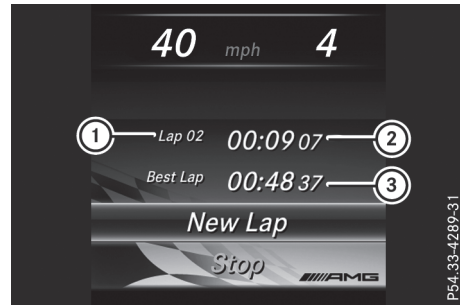 40 mph 4
1 Lap 02 00:09 07 2
Best Lap 00:48 37 3
New Lap
Stop AMG
P54.33-4289-31